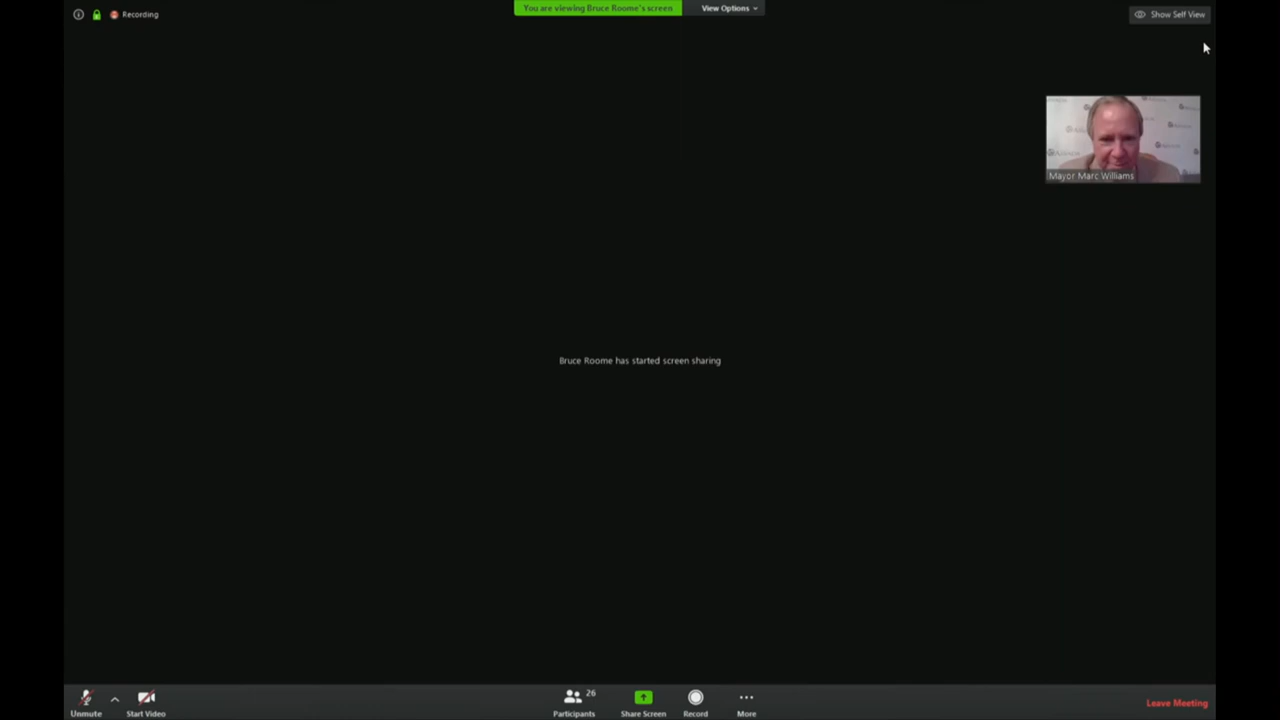 Recording
You are viewing Bruce Roome's screen
View Options
Show Self View
Mayor Marc Williams
Bruce Roome has started screen sharing
Unmute
Start Video
26
Participants
Share Screen
Record
More
Leave Meeting